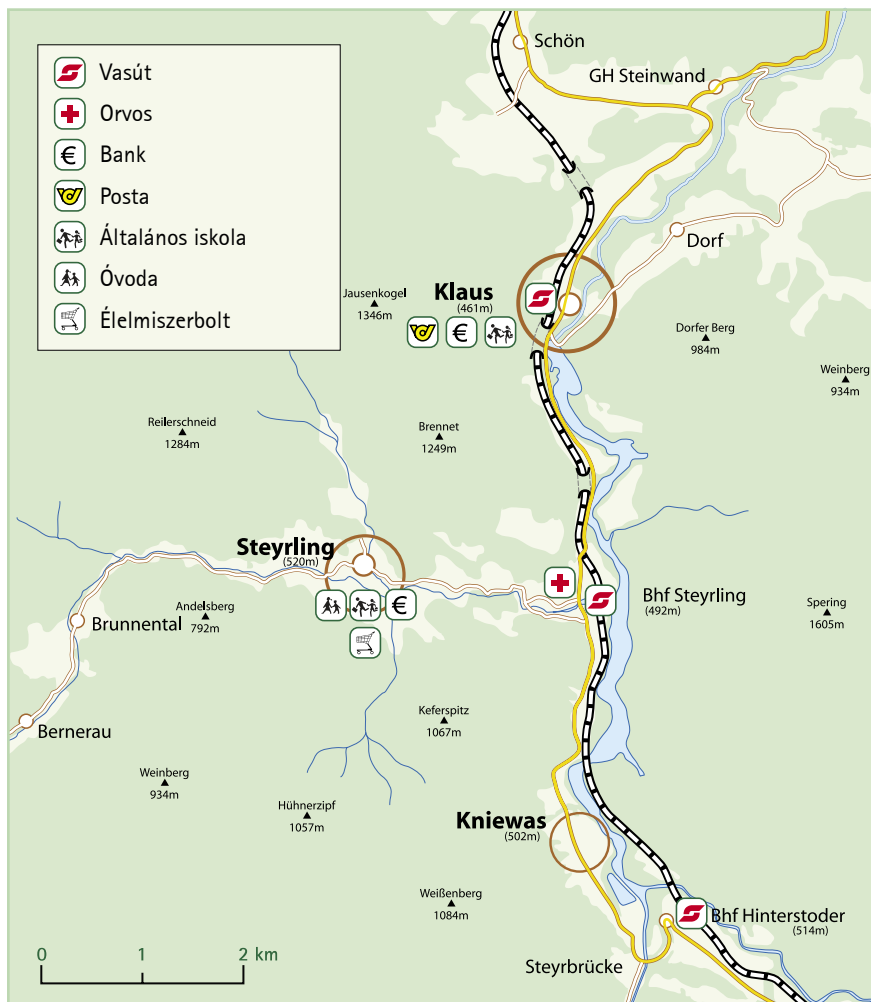 Vasút
Orvos
Bank
Posta
Általános iskola
Óvoda
Élelmiszerbolt
Schön
GH Steinwand
Dorf
Klaus
(461m)
Jausenkogel
1346m
Dorfer Berg
984m
Weinberg
934m
Reilerschneid
1284m
Brennet
1249m
€
€
Steyrling
(520m)
Bhf Steyrling
(492m)
Andelsberg
792m
Brunnental
Spering
1605m
Bernerau
Keferspitz
1067m
Weinberg
934m
Hühnerzipf
1057m
Kniewas
(502m)
Weißenberg
1084m
Bhf Hinterstoder
(514m)
Steyrbrücke
0 1 2 km